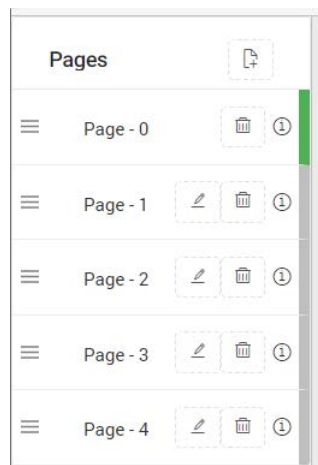 Pages
Page - 0
Page - 1
Page - 2
Page - 3
Page - 4